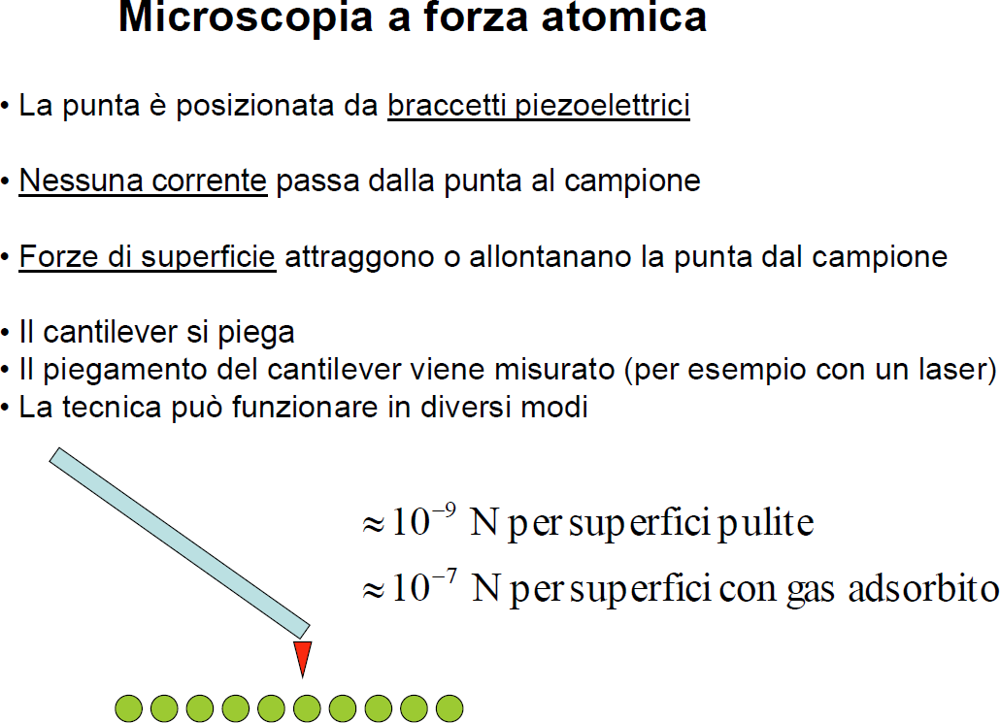 Microscopia a forza atomica
• La punta è posizionata da braccetti piezoelettrici
• Nessuna corrente passa dalla punta al campione
• Forze di superficie attraggono o allontanano la punta dal campione
• Il cantilever si piega
• Il piegamento del cantilever viene misurato (per esempio con un laser)
• La tecnica può funzionare in diversi modi
≈ 10⁻⁹ N per superfici pulite
≈ 10⁻⁷ N per superfici con gas adsorbito